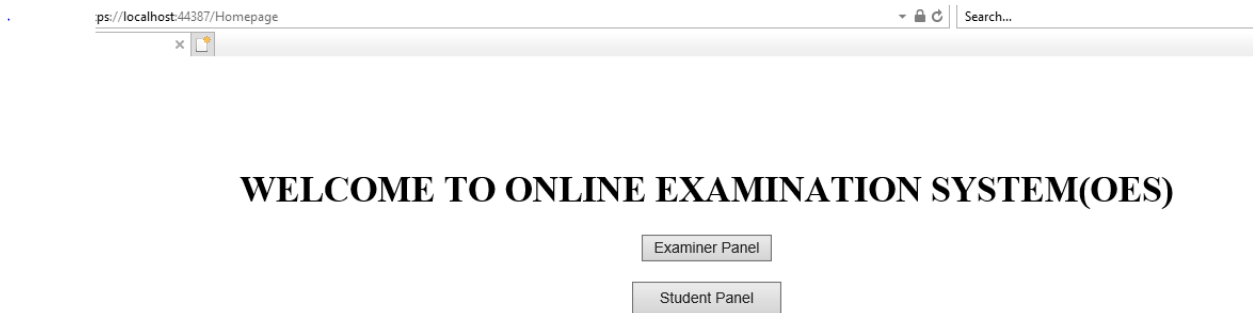 ps://localhost:44387/Homepage
Search...
WELCOME TO ONLINE EXAMINATION SYSTEM(OES)
Examiner Panel
Student Panel